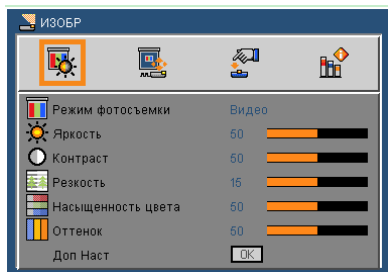 ИЗОБР
Режим фотосъемки Видео
Яркость 50
Контраст 50
Резкость 15
Насыщенность цвета 50
Оттенок 50
Доп Наст OK